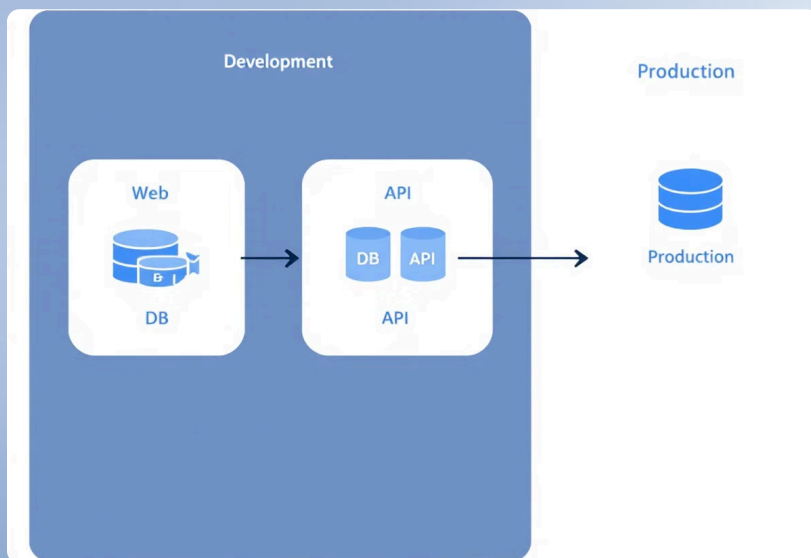 Development
Production
Web
DB
API
DB API
API
Production